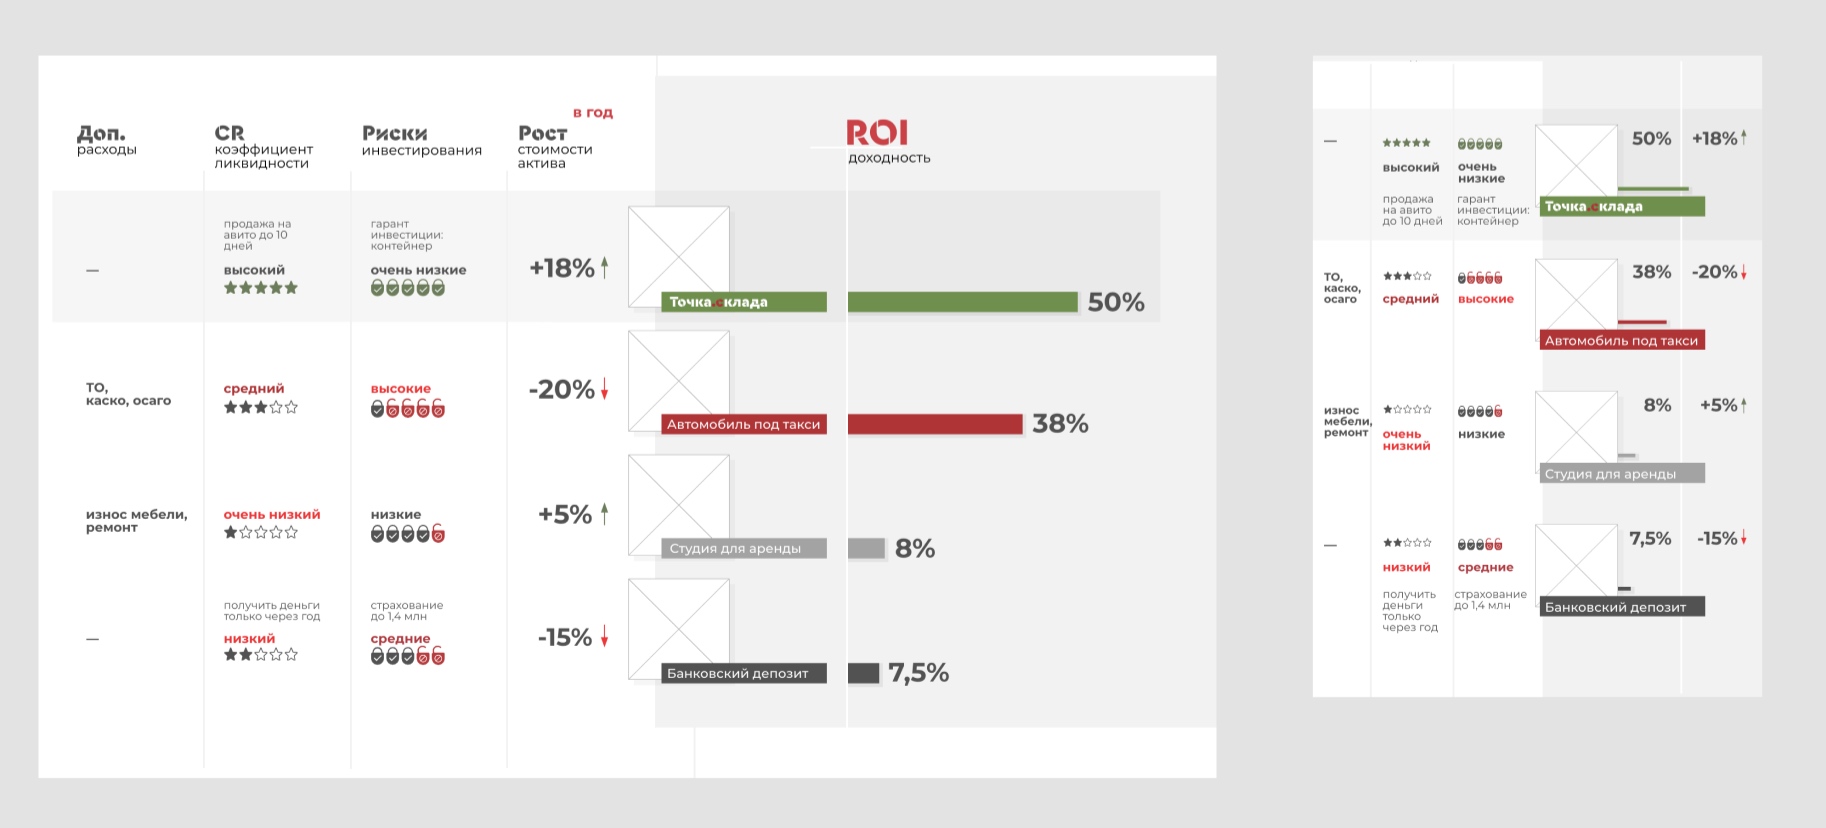 в год
Доп.
расходы
CR
коэффициент
ликвидности
Риски
инвестирования
Рост
стоимости
актива
ROI
доходность
—
продажа на
авито до 10
дней
высокий
гарант
инвестиции:
контейнер
очень низкие
+18%
Точка.склада
50%
ТО,
каско, осаго
средний
высокие
-20%
Автомобиль под такси
38%
износ мебели,
ремонт
очень низкий
низкие
+5%
Студия для аренды
8%
—
получить деньги
только через год
низкий
страхование
до 1,4 млн
средние
-15%
Банковский депозит
7,5%
—
высокий
продажа
на авито
до 10 дней
очень
низкие
гарант
инвестиции:
контейнер
50%
+18%
Точка.склада
ТО,
каско,
осаго
средний
высокие
38%
-20%
Автомобиль под такси
износ
мебели,
ремонт
очень
низкий
низкие
8%
+5%
Студия для аренды
—
низкий
получить
деньги
только
через год
средние
страхование
до 1,4 млн
7,5%
-15%
Банковский депозит